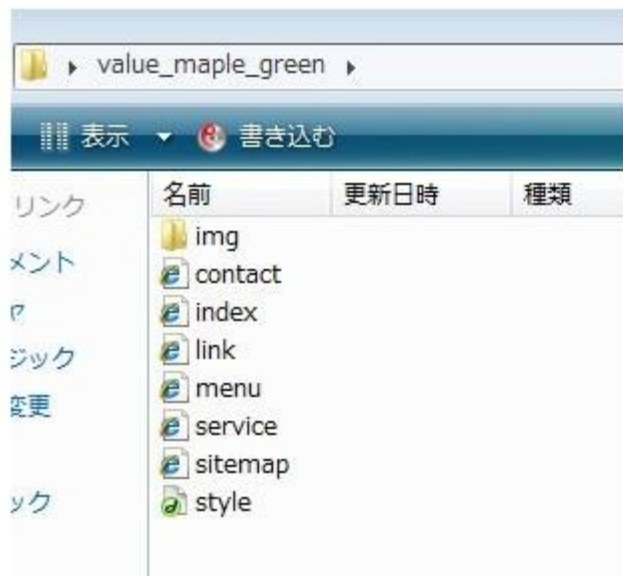 value_maple_green
表示 書き込む
リンク
メント
ャ
ジック
変更
ック
名前 更新日時 種類
img
contact
index
link
menu
service
sitemap
style